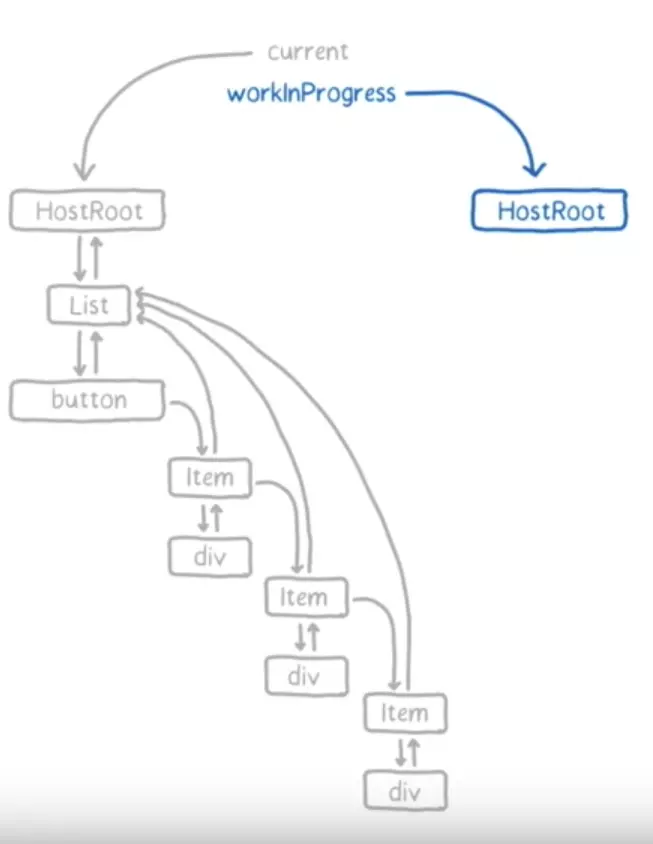 current
workInProgress
HostRoot
HostRoot
List
button
Item
div
Item
div
Item
div